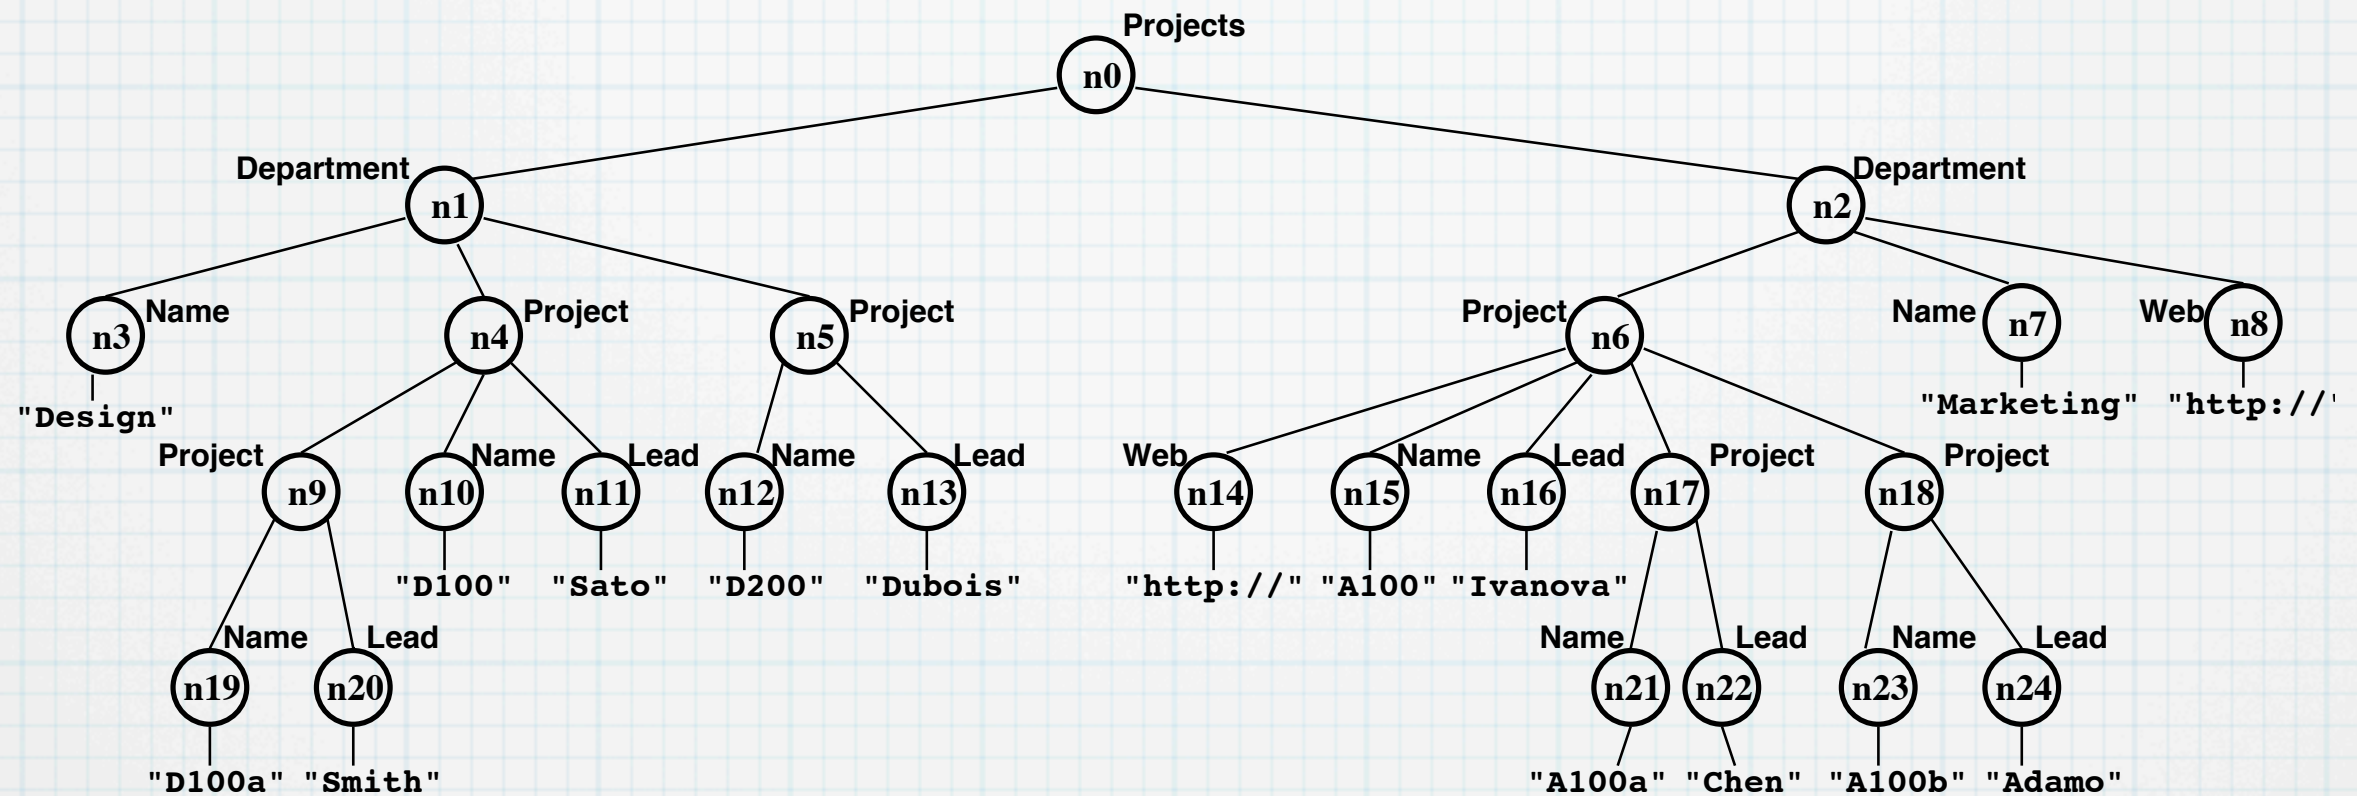 Projects
n0
Department
Department
n1
n2
Name
Project
Project
Project
Name
Web
n3
n4
n5
n6
n7
n8
"Design"
"Marketing"
"http://'
Project
Name
Lead
Name
Lead
Web
Name
Lead
Project
Project
n9
n10
n11
n12
n13
n14
n15
n16
n17
n18
"D100"
"Sato"
"D200"
"Dubois"
"http://"
"A100"
"Ivanova"
Name
Lead
Name
Lead
Name
Lead
n19
n20
n21
n22
n23
n24
"D100a"
"Smith"
"A100a"
"Chen"
"A100b"
"Adamo"